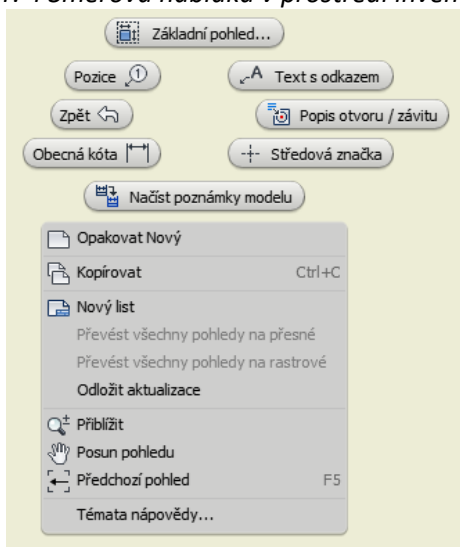 Základní pohled...
Pozice 1
A Text s odkazem
Zpět
Popis otvoru / závitu
Obecná kóta
Středová značka
Načíst poznámky modelu
Opakovat Nový
Kopírovat Ctrl+C
Nový list
Převést všechny pohledy na přesné
Převést všechny pohledy na rastrové
Odložit aktualizace
Přiblížit
Posun pohledu
Předchozí pohled F5
Témata nápovědy...